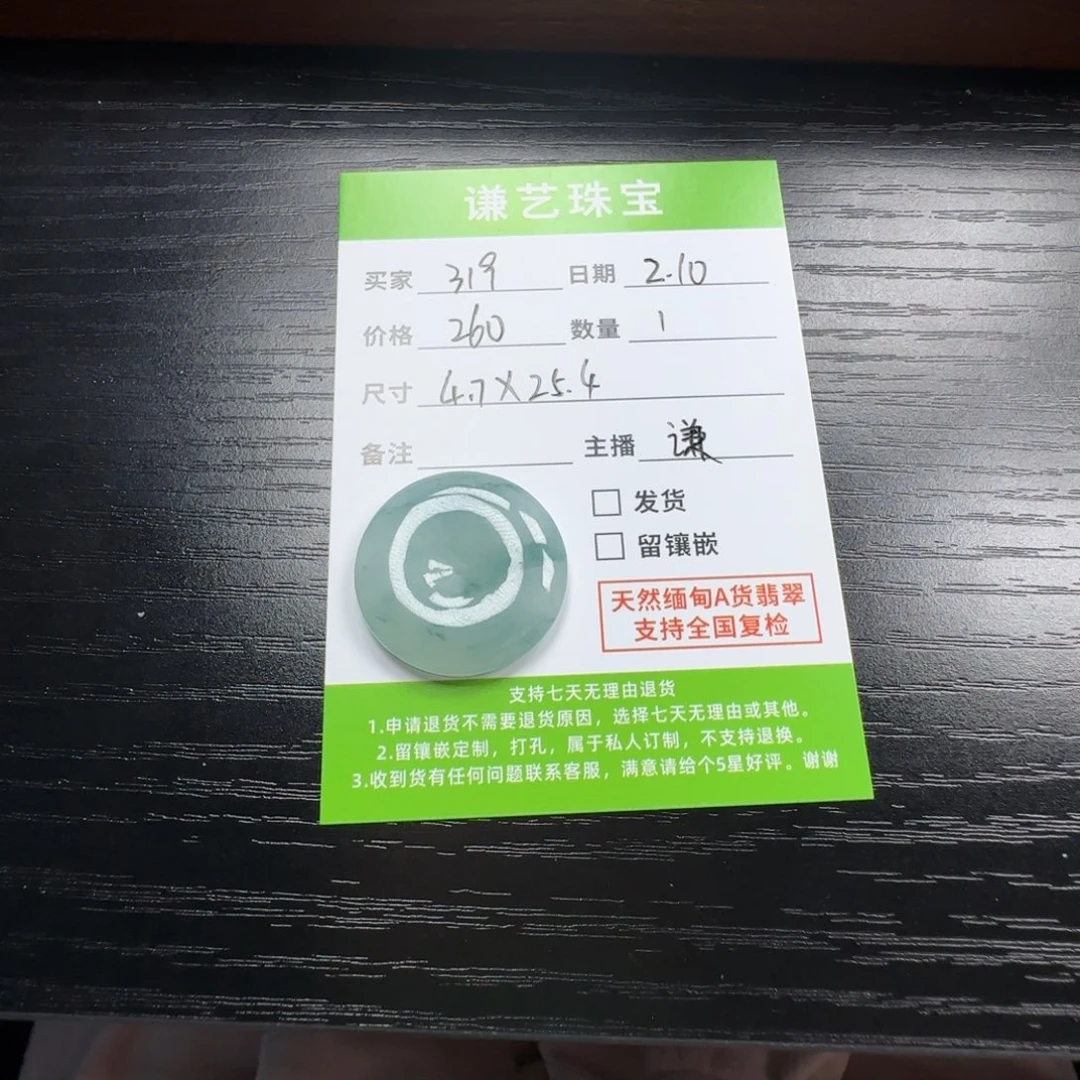 谦艺珠宝
买家 319 日期 2.10
价格 260 数量 1
尺寸 4.7X25.4
备注 主播 谦
发货
留镶嵌
天然缅甸A货翡翠
支持全国复检
支持七天无理由退货
1.申请退货不需要退货原因，选择七天无理由或其他。
2.留镶嵌定制，打孔，属于私人订制，不支持退换。
3.收到货有任何问题联系客服，满意请给个5星好评。谢谢